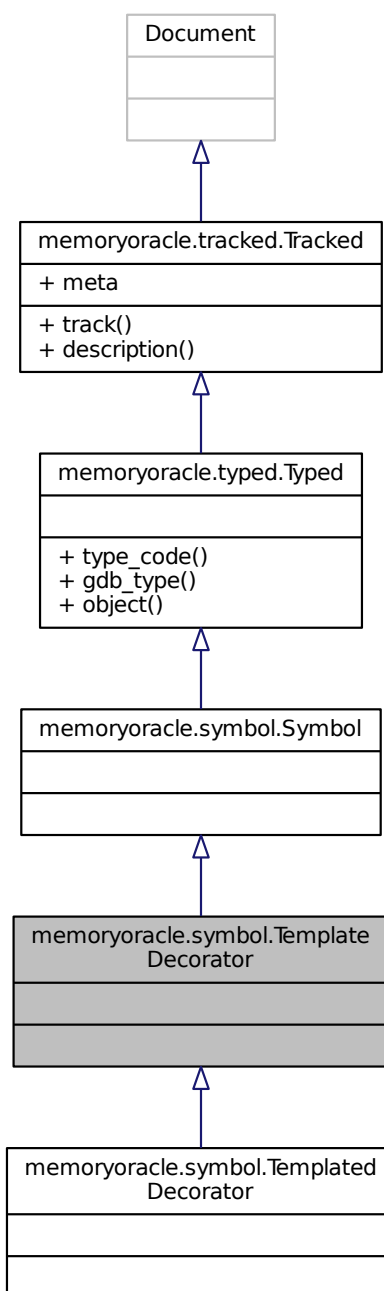 Document
memoryoracle.tracked.Tracked
+ meta
+ track()
+ description()
memoryoracle.typed.Typed
+ type_code()
+ gdb_type()
+ object()
memoryoracle.symbol.Symbol
memoryoracle.symbol.Template
Decorator
memoryoracle.symbol.Templated
Decorator